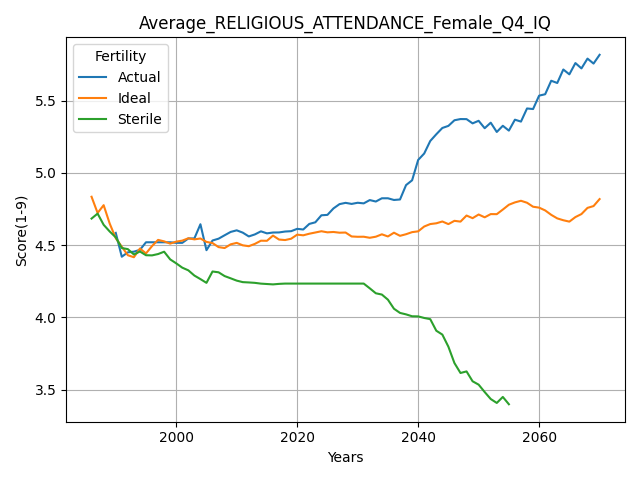 Average_RELIGIOUS_ATTENDANCE_Female_Q4_IQ
Fertility
Actual
Ideal
Sterile
Score(1-9)
5.5
5.0
4.5
4.0
3.5
2000
2020
2040
2060
Years